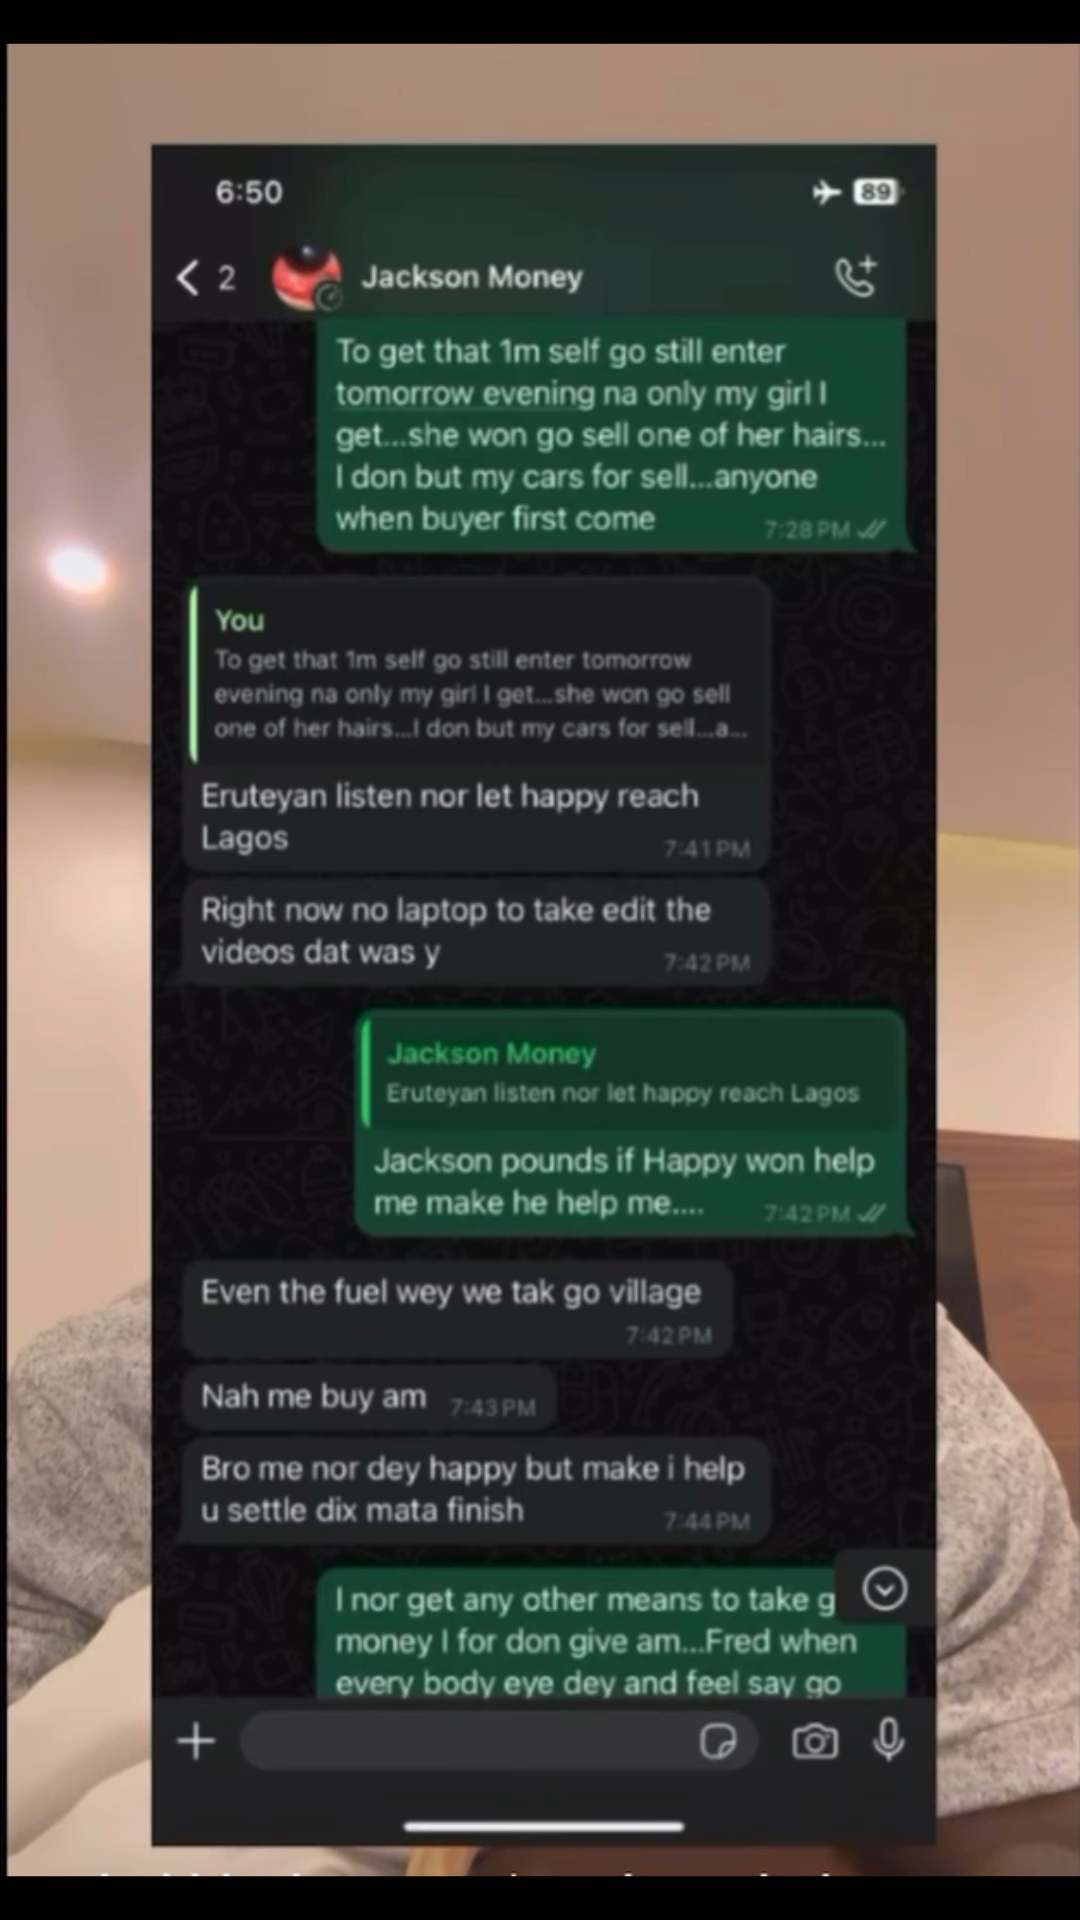 6:50
89
2
Jackson Money
To get that 1m self go still enter
tomorrow evening na only my girl I
get...she won go sell one of her hairs...
I don but my cars for sell...anyone
when buyer first come
7:28 PM
You
To get that 1m self go still enter tomorrow
evening na only my girl I get...she won go sell
one of her hairs...I don but my cars for sell...a...
Eruteyan listen nor let happy reach
Lagos
7:41 PM
Right now no laptop to take edit the
videos dat was y
7:42 PM
Jackson Money
Eruteyan listen nor let happy reach Lagos
Jackson pounds if Happy won help
me make he help me....
7:42 PM
Even the fuel wey we tak go village
7:42 PM
Nah me buy am
7:43 PM
Bro me nor dey happy but make i help
u settle dix mata finish
7:44 PM
I nor get any other means to take g
money I for don give am...Fred when
every body eye dey and feel say go